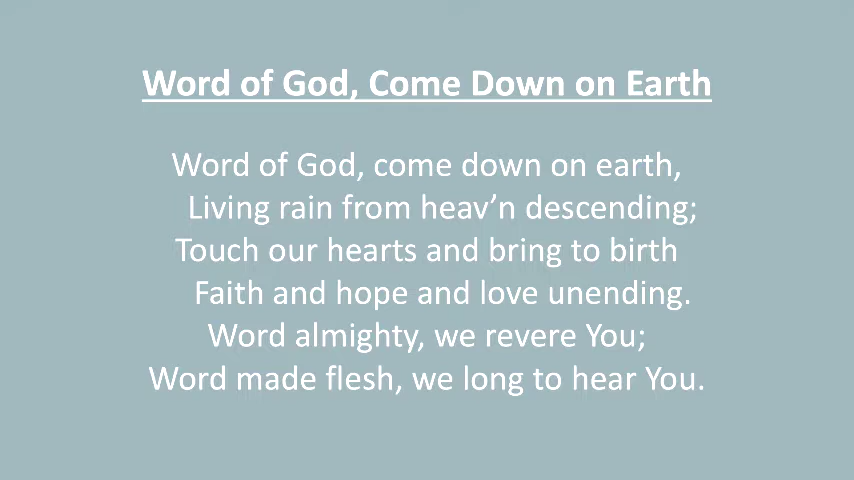 Word of God, Come Down on Earth
Word of God, come down on earth,
Living rain from heav’n descending;
Touch our hearts and bring to birth
Faith and hope and love unending.
Word almighty, we revere You;
Word made flesh, we long to hear You.